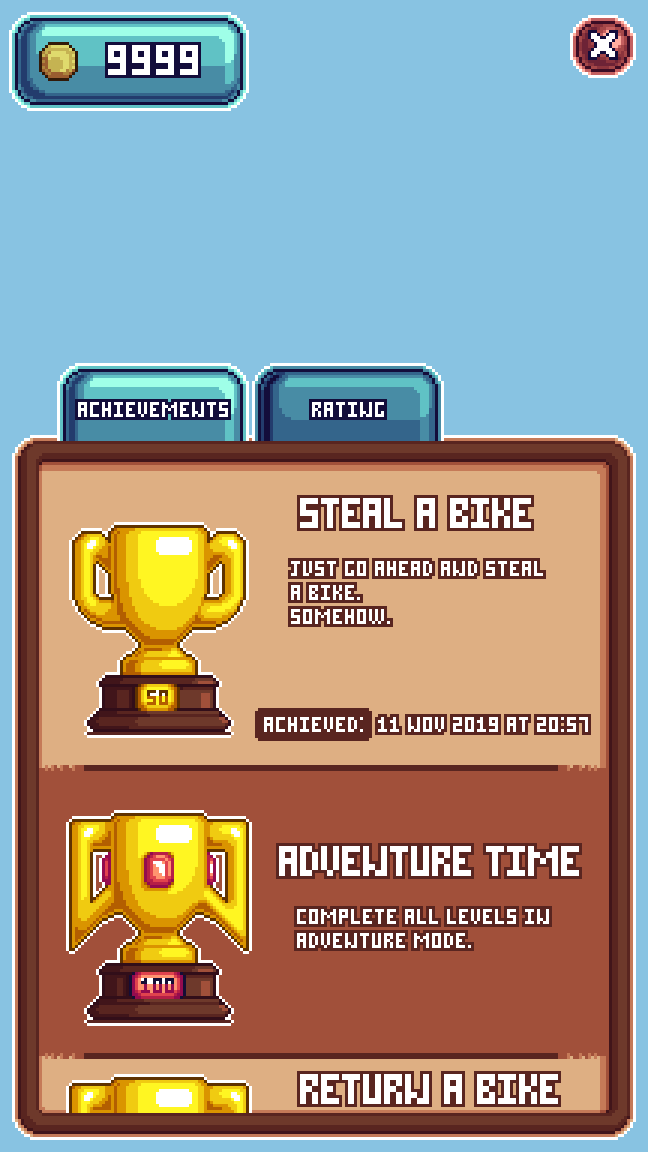 9999
ACHIEVEMENTS
RATING
STEAL A BIKE
JUST GO AHEAD AND STEAL
A BIKE.
SOMEHOW.
50
ACHIEVED: 11 NOV 2019 AT 20:57
ADVENTURE TIME
COMPLETE ALL LEVELS IN
ADVENTURE MODE.
100
RETURN A BIKE